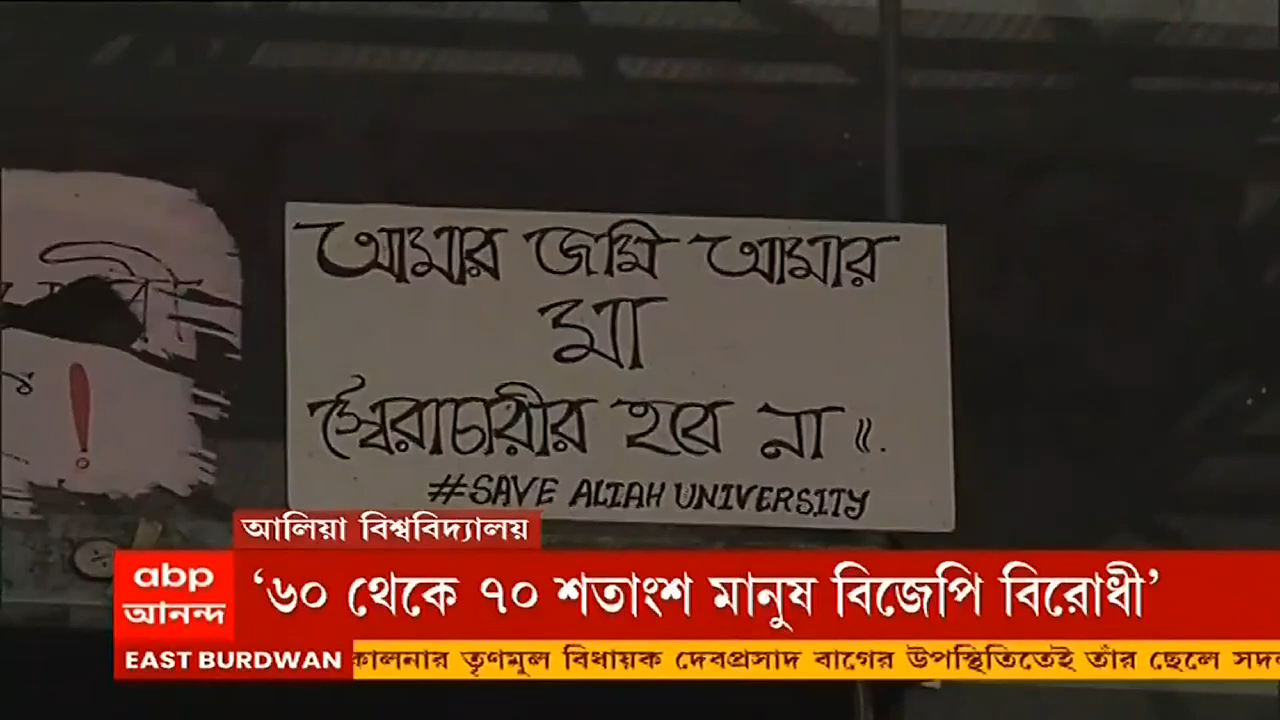 আমার জমি আমার
মা
স্বৈরাচারীর হবে না॥.
#SAVE ALIAH UNIVERSITY
!
আলিয়া বিশ্ববিদ্যালয়
abp
আনন্দ
‘৬০ থেকে ৭০ শতাংশ মানুষ বিজেপি বিরোধী’
EAST BURDWAN
কালনার তৃণমূল বিধায়ক দেবপ্রসাদ বাগের উপস্থিতিতেই তাঁর ছেলে